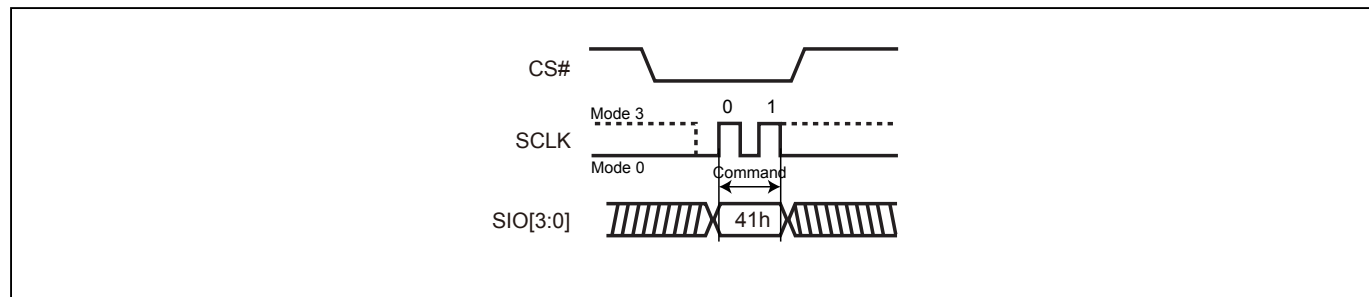 CS#
Mode 3
0 1
SCLK
Mode 0
Command
SIO[3:0]
41h